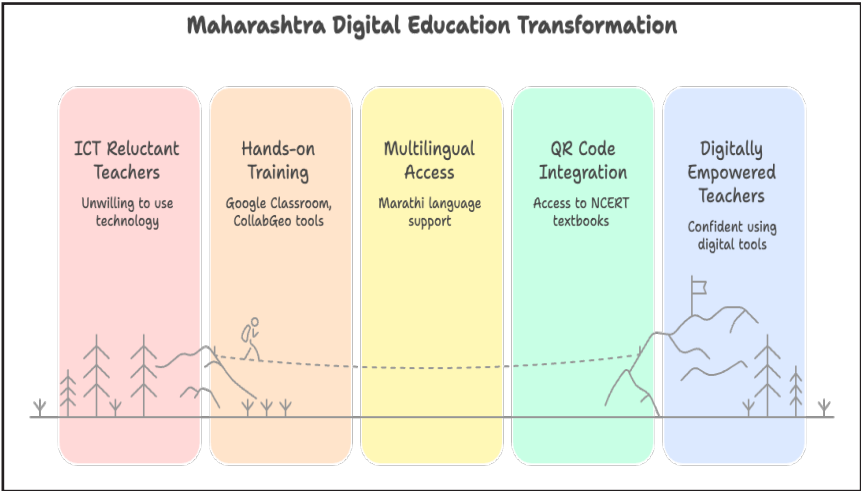 Maharashtra Digital Education Transformation
ICT Reluctant
Teachers
Unwilling to use
technology
Hands-on
Training
Google Classroom,
CollabGeo tools
Multilingual
Access
Marathi language
support
QR Code
Integration
Access to NCERT
textbooks
Digitally
Empowered
Teachers
Confident using
digital tools